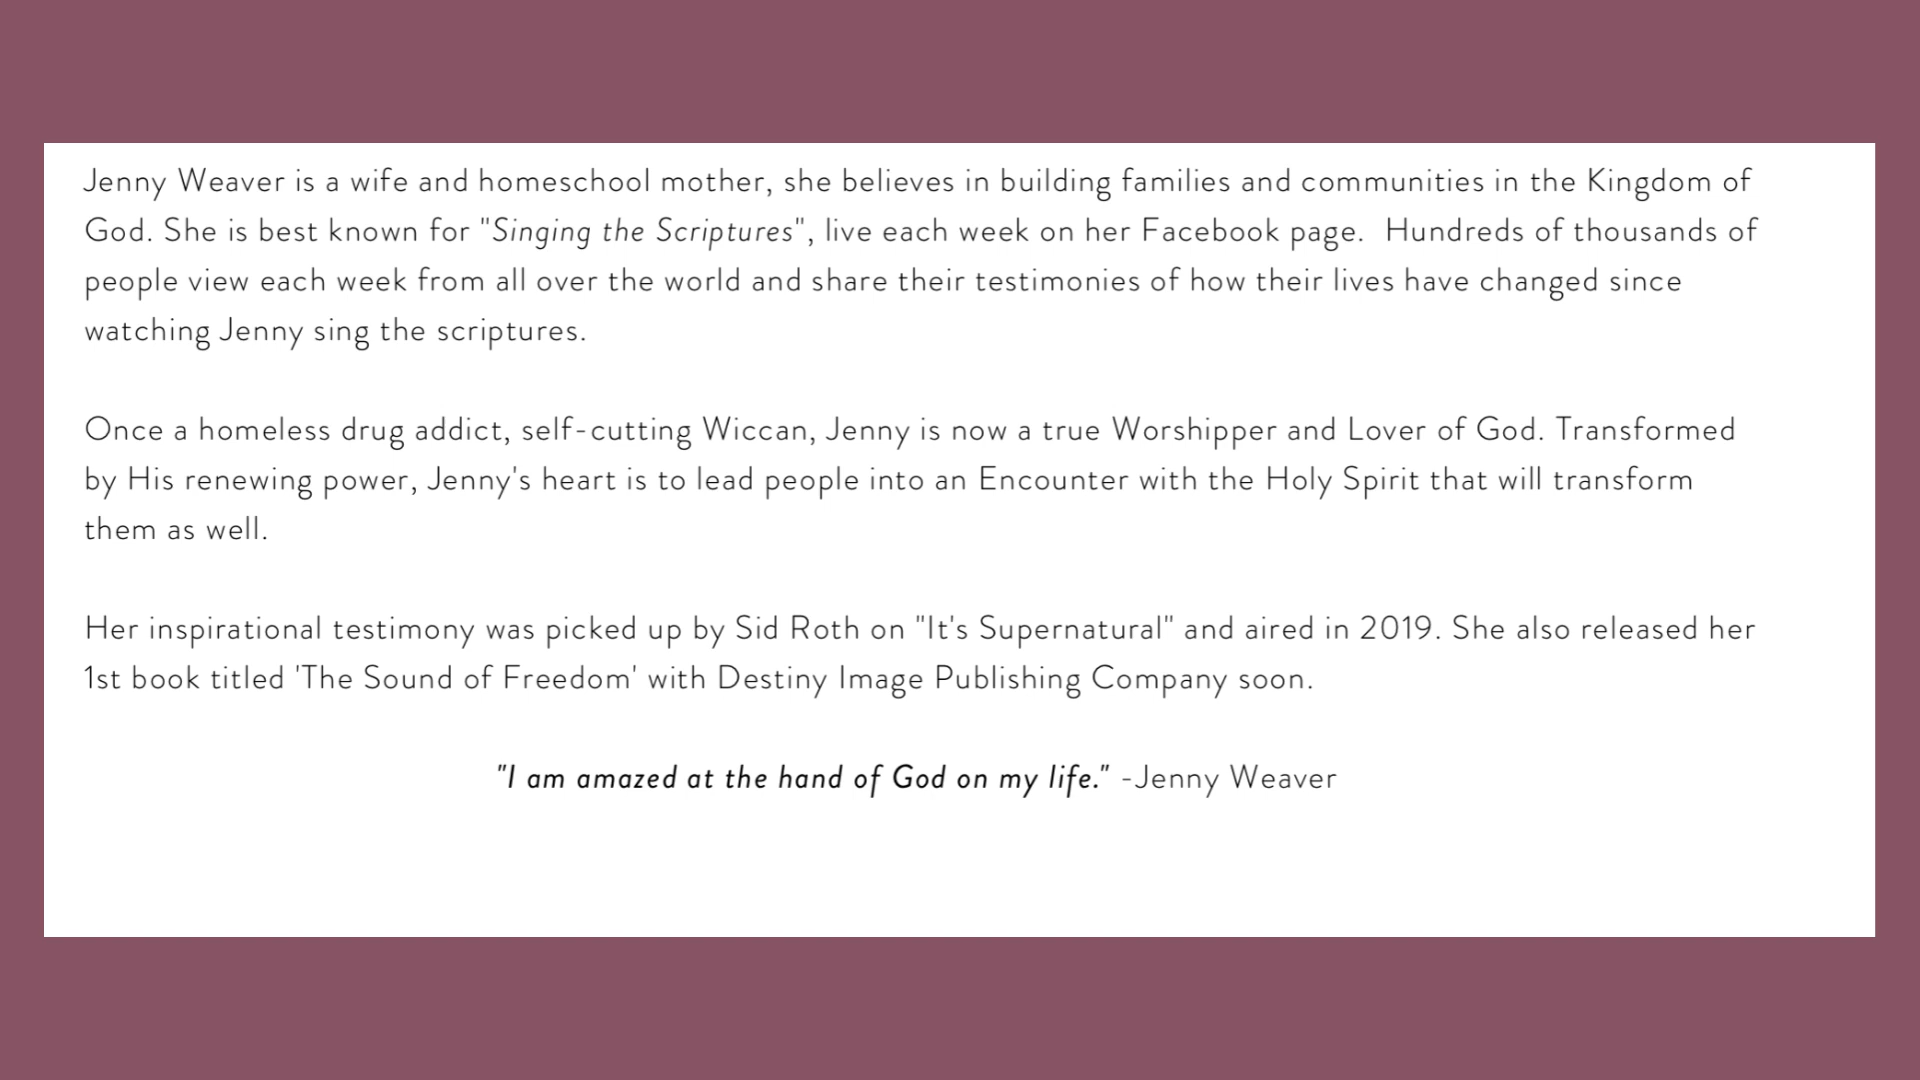 Jenny Weaver is a wife and homeschool mother, she believes in building families and communities in the Kingdom of
God. She is best known for "Singing the Scriptures", live each week on her Facebook page.  Hundreds of thousands of
people view each week from all over the world and share their testimonies of how their lives have changed since
watching Jenny sing the scriptures.
Once a homeless drug addict, self-cutting Wiccan, Jenny is now a true Worshipper and Lover of God. Transformed
by His renewing power, Jenny's heart is to lead people into an Encounter with the Holy Spirit that will transform
them as well.
Her inspirational testimony was picked up by Sid Roth on "It's Supernatural" and aired in 2019. She also released her
1st book titled 'The Sound of Freedom' with Destiny Image Publishing Company soon.
"I am amazed at the hand of God on my life." -Jenny Weaver